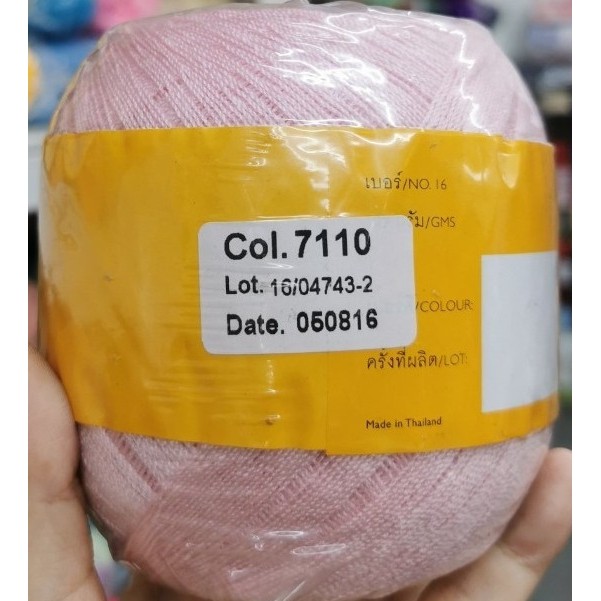 เบอร์/NO. 16
/GMS
Col. 7110
Lot. 16/04743-2
Date. 050816
/COLOUR:
ครั้งที่ผลิต/LOT:
Made in Thailand